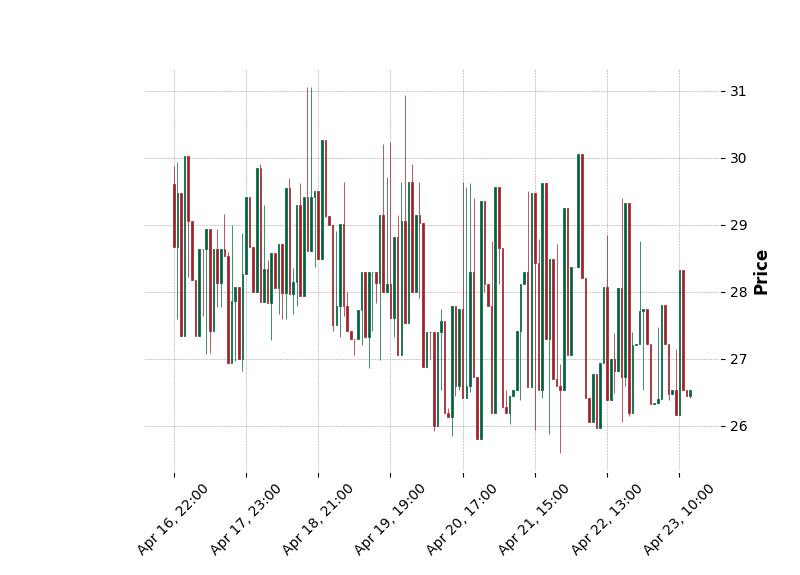 31
30
29
28
27
26
Price
Apr 16, 22:00
Apr 17, 23:00
Apr 18, 21:00
Apr 19, 19:00
Apr 20, 17:00
Apr 21, 15:00
Apr 22, 13:00
Apr 23, 10:00